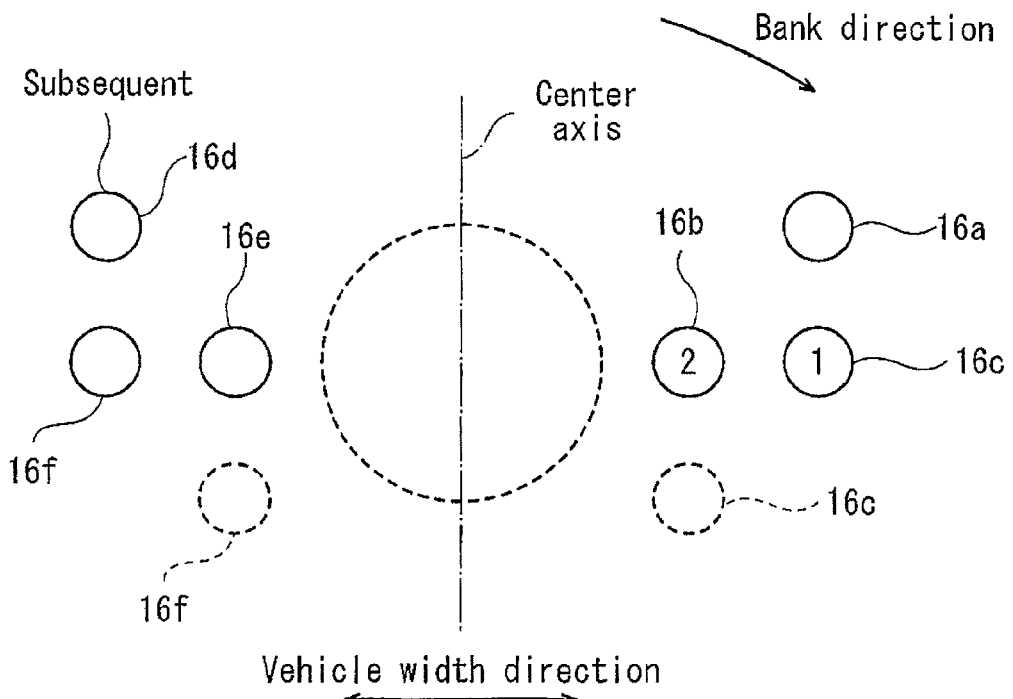 Bank direction
Subsequent
Center
axis
16d
16b
16a
16e
2
1
16c
16f
16c
16f
Vehicle width direction